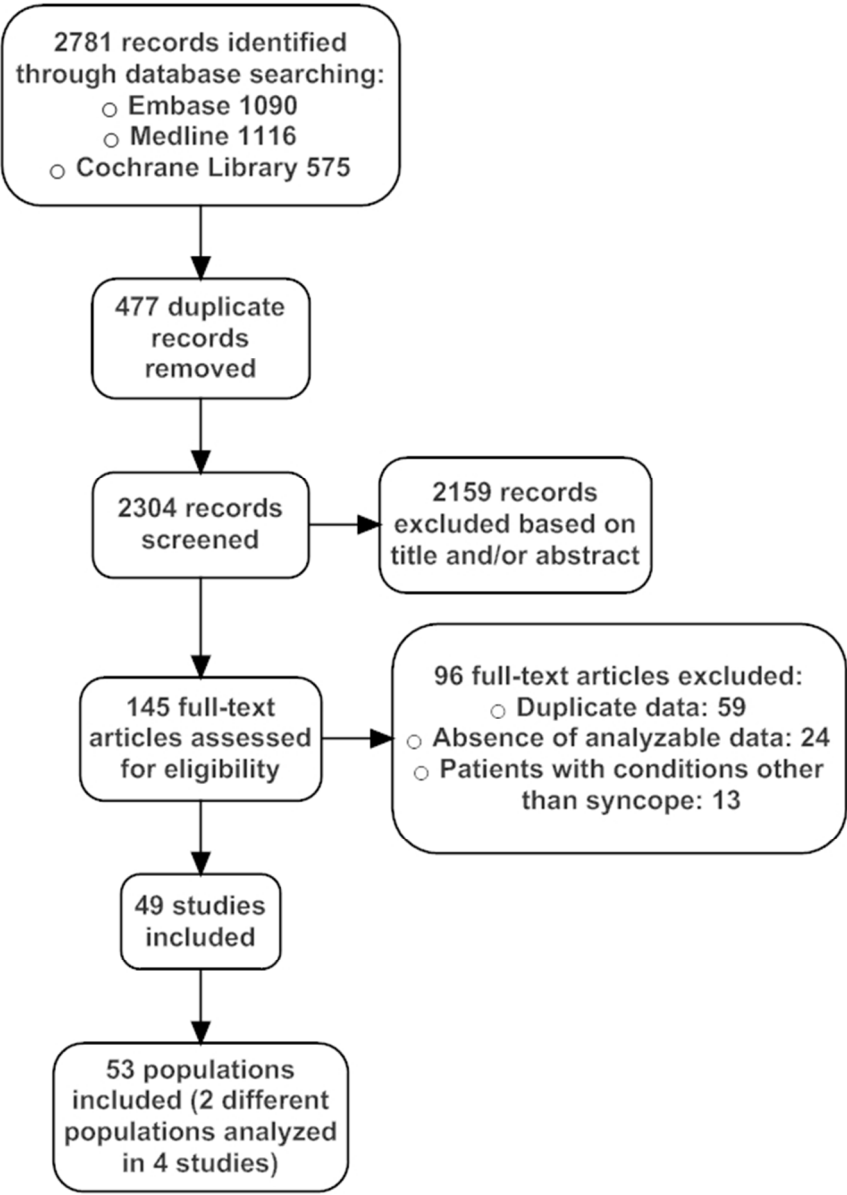 2781 records identified
through database searching:
○ Embase 1090
○ Medline 1116
○ Cochrane Library 575
477 duplicate
records
removed
2304 records
screened
2159 records
excluded based on
title and/or abstract
145 full-text
articles assessed
for eligibility
96 full-text articles excluded:
○ Duplicate data: 59
○ Absence of analyzable data: 24
○ Patients with conditions other
than syncope: 13
49 studies
included
53 populations
included (2 different
populations analyzed
in 4 studies)